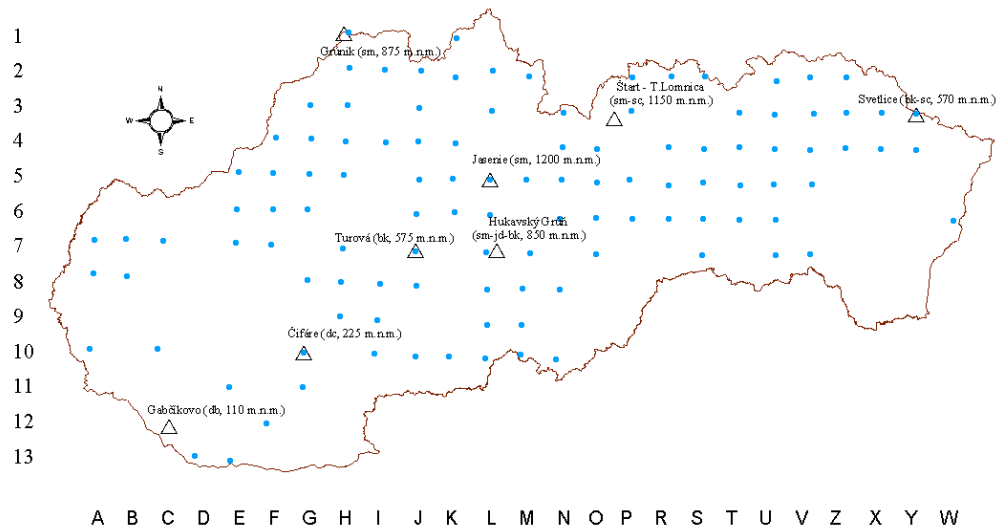 1
Grúnik (sm, 875 m.n.m.)
2
N
W E
S
Štart - T.Lomnica
(sm-sc, 1150 m.n.m.)
Svetlice (bk-sc, 570 m.n.m.)
3
4
Jasenie (sm, 1200 m.n.m.)
5
6
Hukavský Grúň
(sm-jd-bk, 850 m.n.m.)
Turová (bk, 575 m.n.m.)
7
8
9
Čifáre (dc, 225 m.n.m.)
10
11
Gabčíkovo (db, 110 m.n.m.)
12
13
A B C D E F G H I J K L M N O P R S T U V Z X Y W